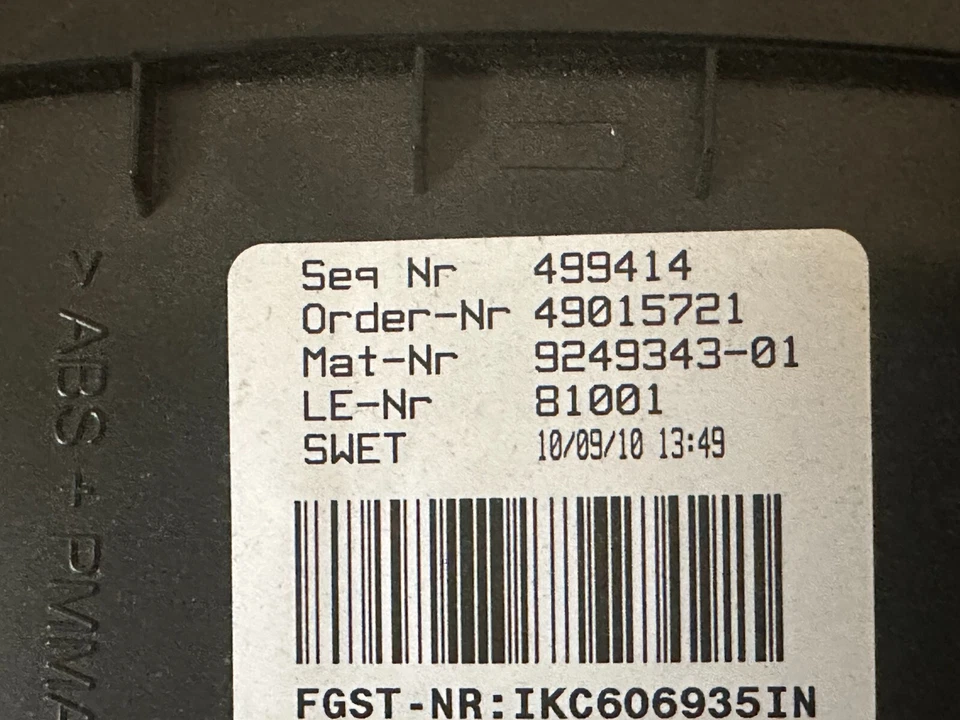 Seq Nr 499414
Order-Nr 49015721
Mat-Nr 9249343-01
LE-Nr 81001
SWET 10/09/10 13:49
FGST-NR:IKC606935IN
> ABS + PMMA